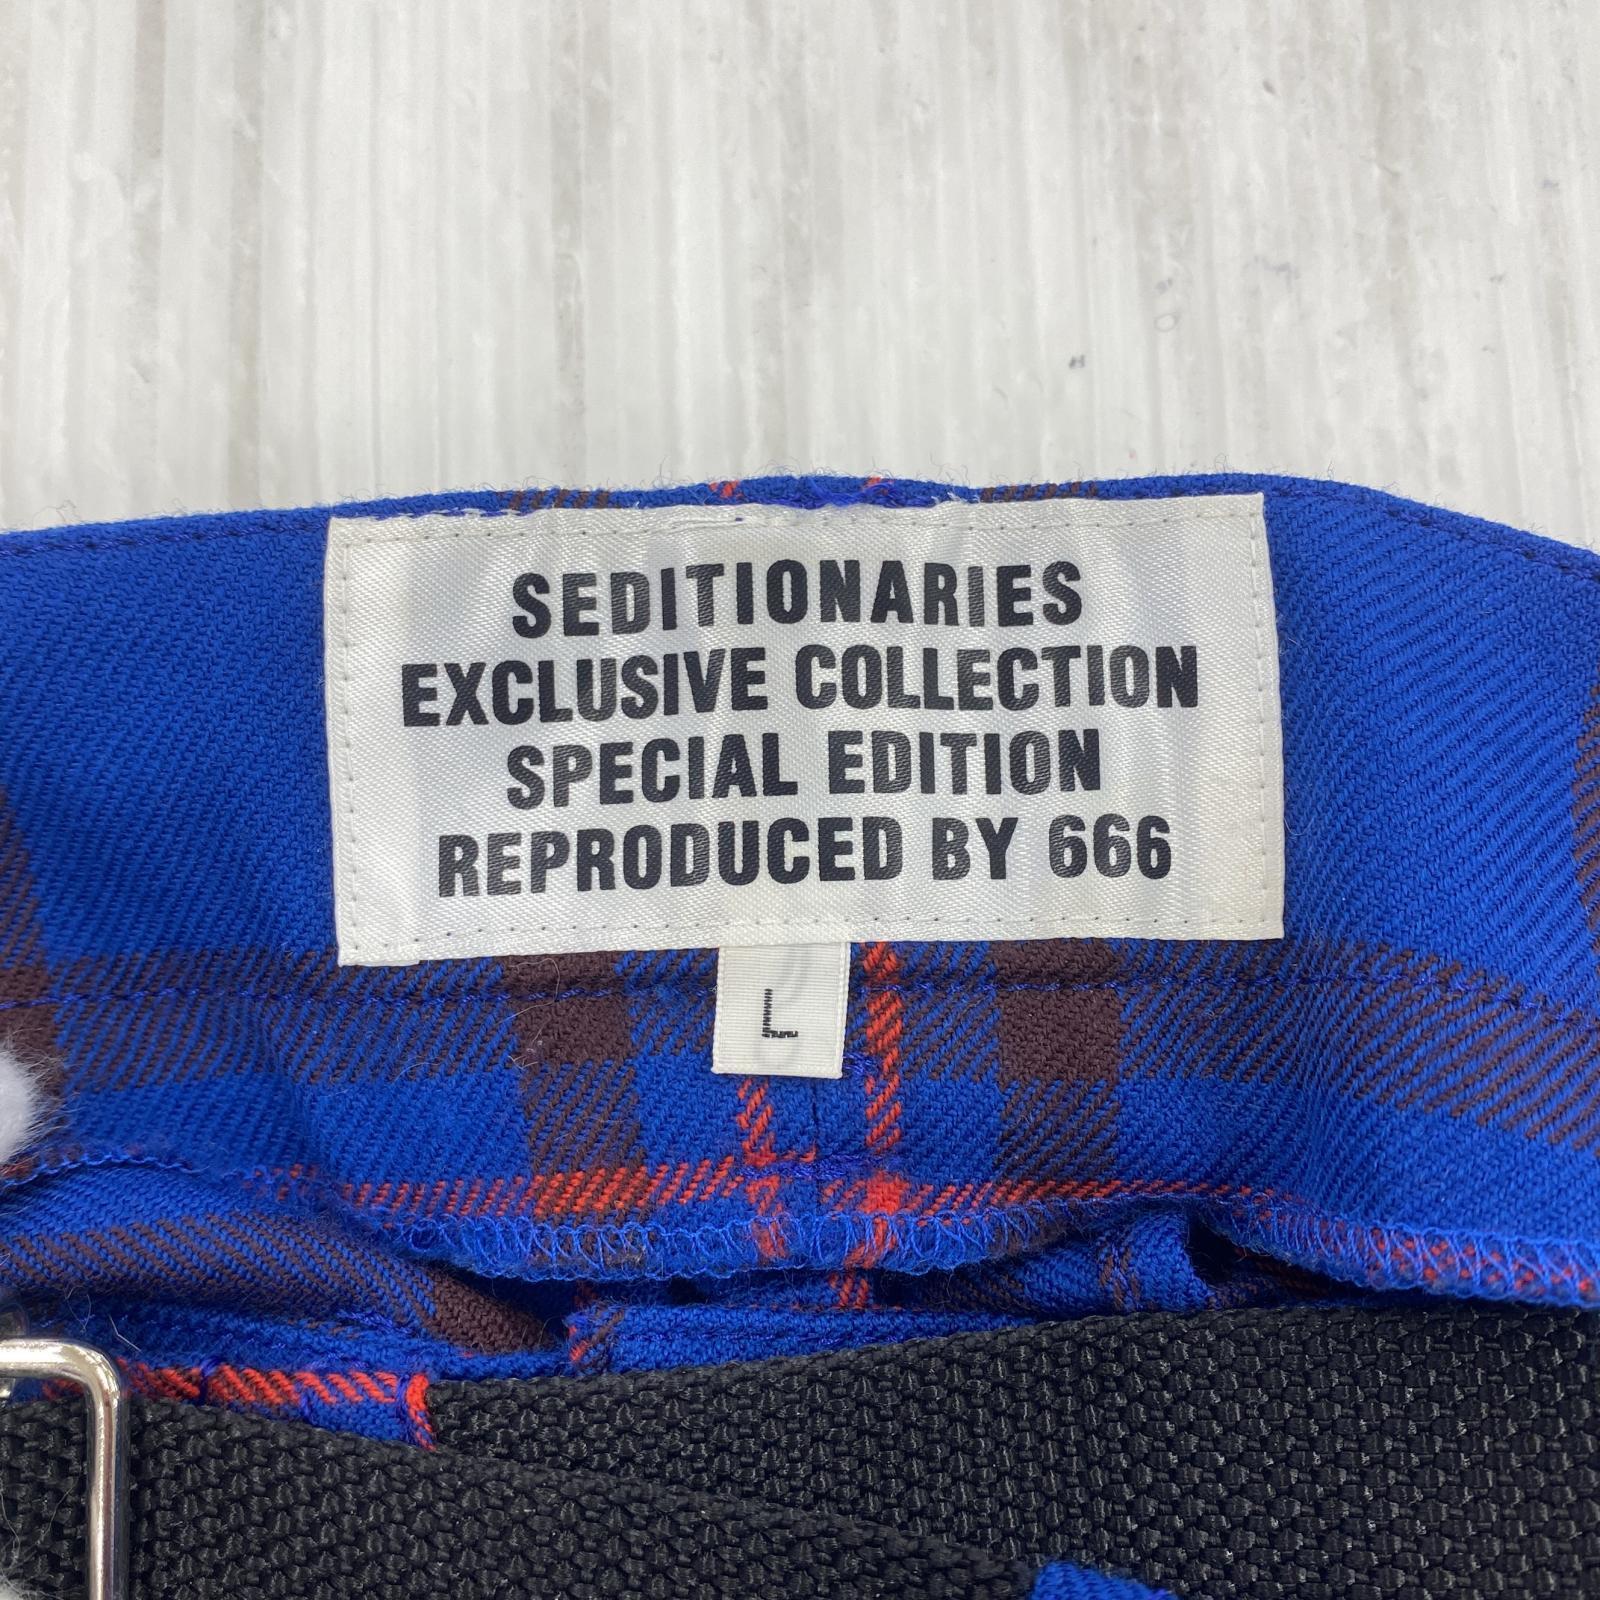 SEDITIONARIES
EXCLUSIVE COLLECTION
SPECIAL EDITION
REPRODUCED BY 666
L